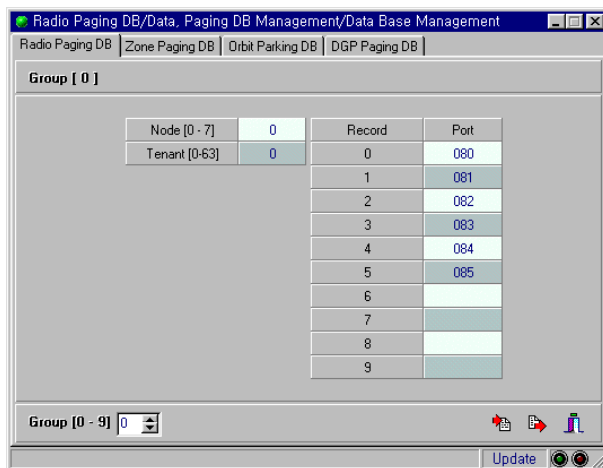 Radio Paging DB/Data, Paging DB Management/Data Base Management
Radio Paging DB Zone Paging DB Orbit Parking DB DGP Paging DB
Group [ 0 ]
Node [0 - 7] 0 Record Port
Tenant [0-63] 0 0 080
1 081
2 082
3 083
4 084
5 085
6
7
8
9
Group [0 - 9] 0
Update